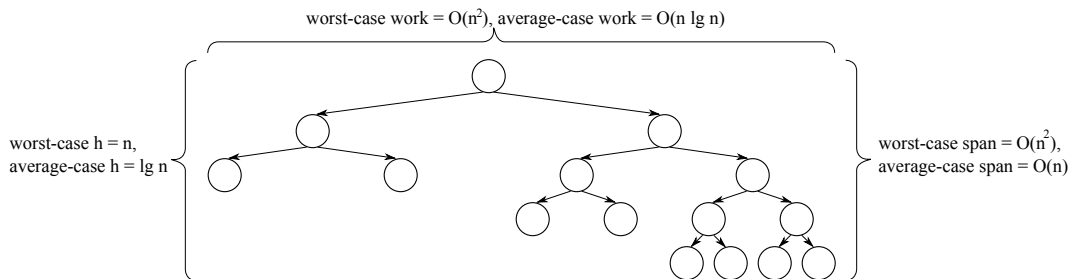 worst-case work = O(n²), average-case work = O(n lg n)
worst-case h = n,
average-case h = lg n
worst-case span = O(n²),
average-case span = O(n)